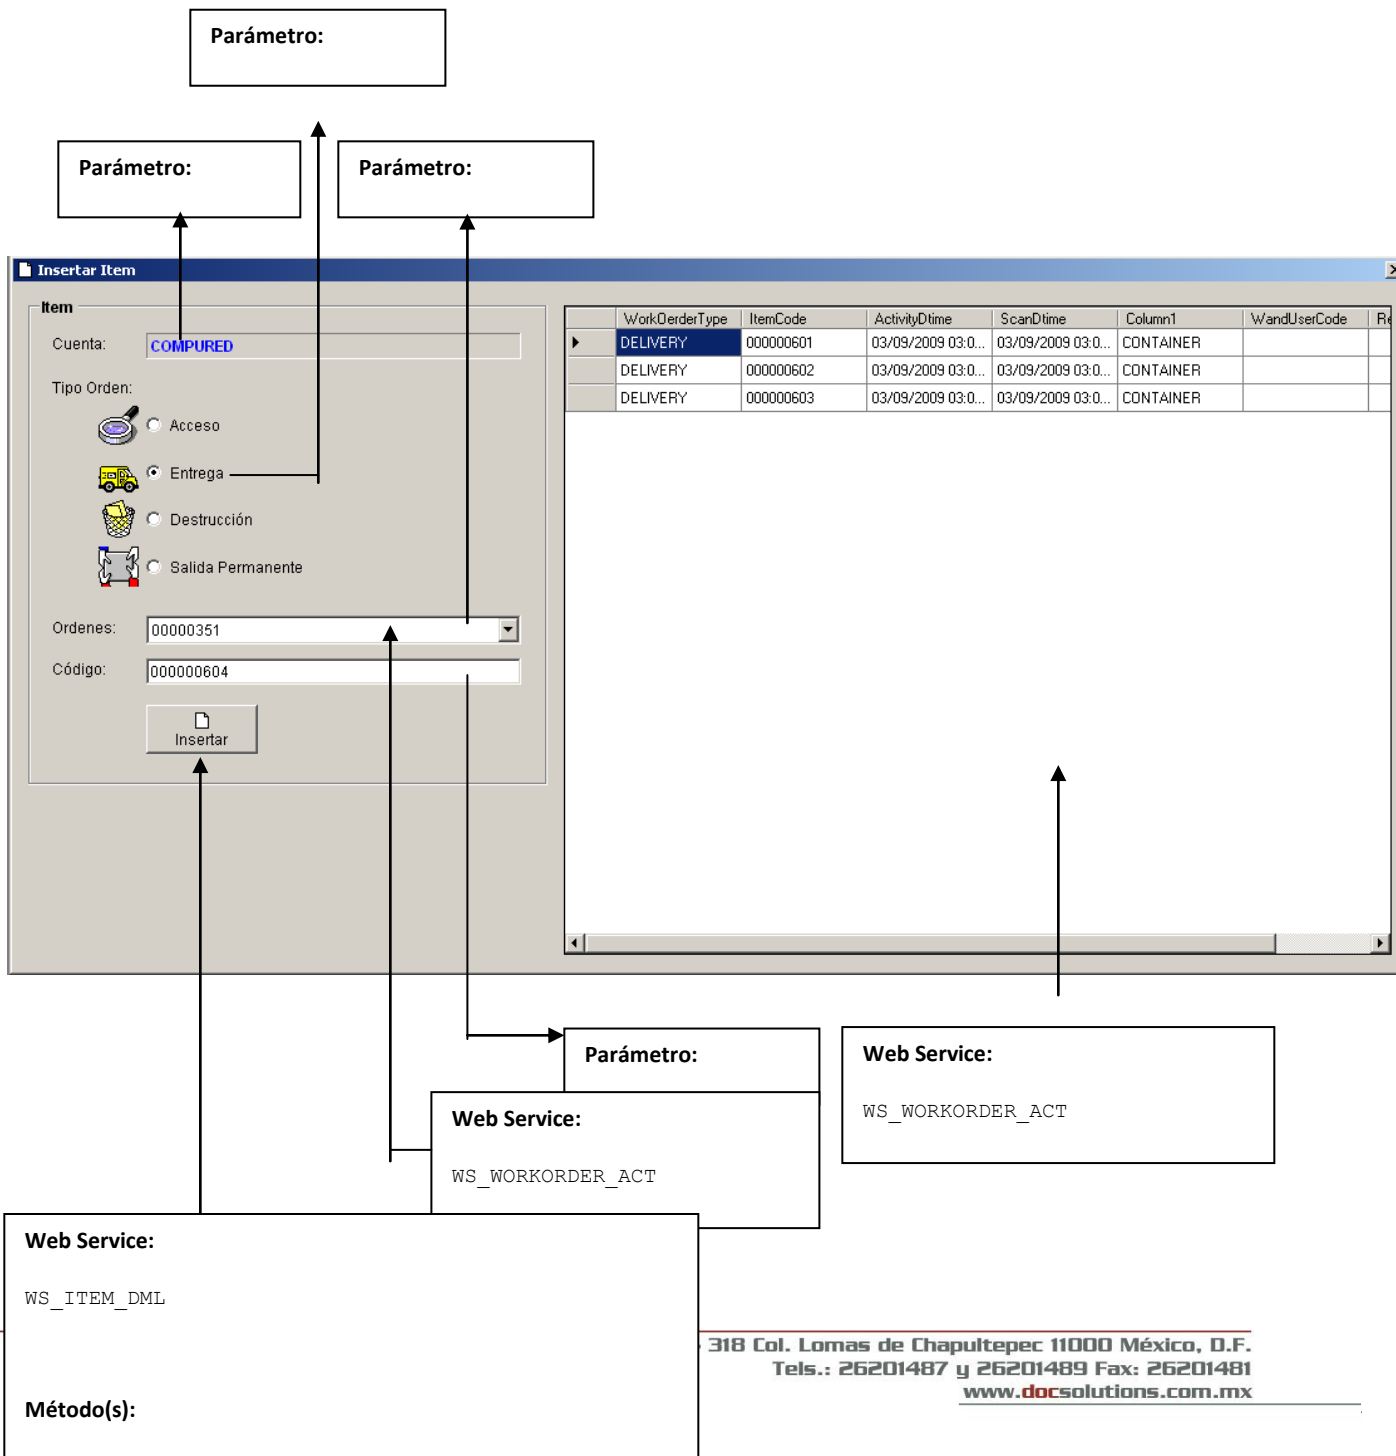 Parámetro:
Parámetro:
Parámetro:
Insertar Item
Item
Cuenta:
COMPURED
Tipo Orden:
Acceso
Entrega
Destrucción
Salida Permanente
Ordenes:
00000351
Código:
000000604
Insertar
WorkOerderType ItemCode ActivityDtime ScanDtime Column1 WandUserCode Re
DELIVERY 000000601 03/09/2009 03:0... 03/09/2009 03:0... CONTAINER
DELIVERY 000000602 03/09/2009 03:0... 03/09/2009 03:0... CONTAINER
DELIVERY 000000603 03/09/2009 03:0... 03/09/2009 03:0... CONTAINER
Parámetro:
Web Service:
WS_WORKORDER_ACT
Web Service:
WS_WORKORDER_ACT
Web Service:
WS_ITEM_DML
Método(s):
318 Col. Lomas de Chapultepec 11000 México, D.F.
Tels.: 26201487 y 26201489 Fax: 26201481
www.docsolutions.com.mx